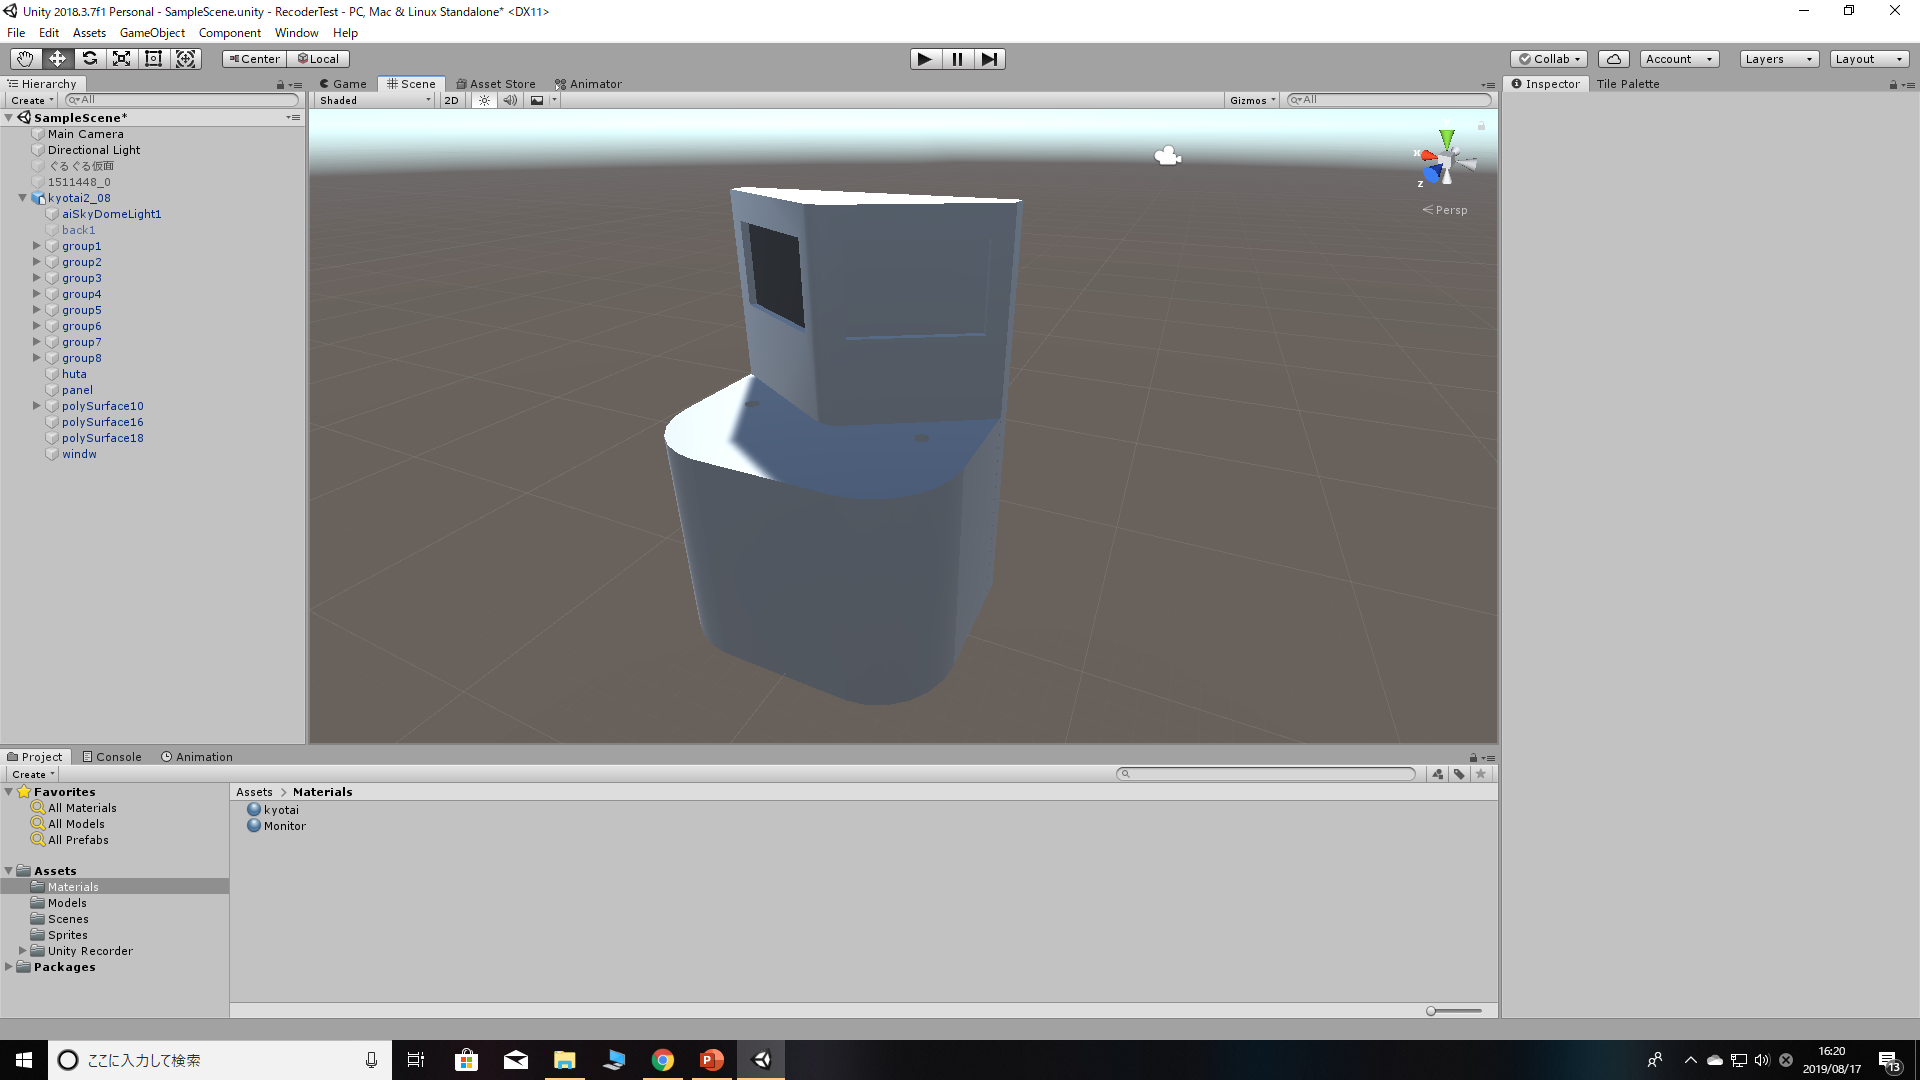 Unity 2018.3.7f1 Personal - SampleScene.unity - RecoderTest - PC, Mac & Linux Standalone* <DX11>
File Edit Assets GameObject Component Window Help
Center Local Collab Account Layers Layout
Hierarchy Game Scene Asset Store Animator Inspector Tile Palette
Create All Shaded 2D Gizmos All
SampleScene*
Main Camera
Directional Light
ぐるぐる仮面
1511448_0
kyotai2_08
aiSkyDomeLight1
back1
group1
group2
group3
group4
group5
group6
group7
group8
huta
panel
polySurface10
polySurface16
polySurface18
windw
x
z
Persp
Project Console Animation
Create
Favorites
All Materials
All Models
All Prefabs
Assets
Materials
Models
Scenes
Sprites
Unity Recorder
Packages
Assets Materials
kyotai
Monitor
ここに入力して検索
16:20
2019/08/17
13